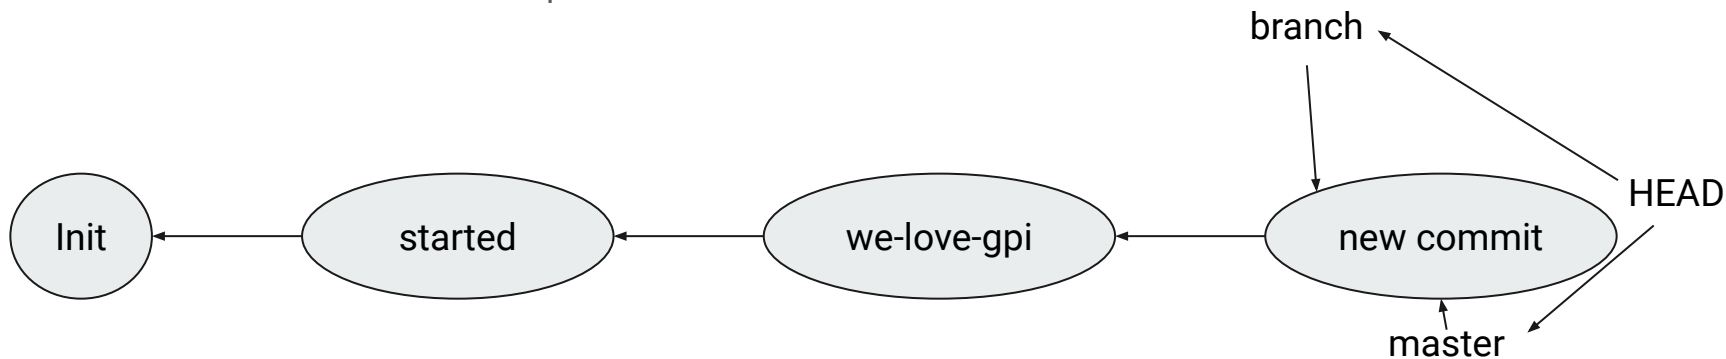 branch
HEAD
Init
started
we-love-gpi
new commit
master